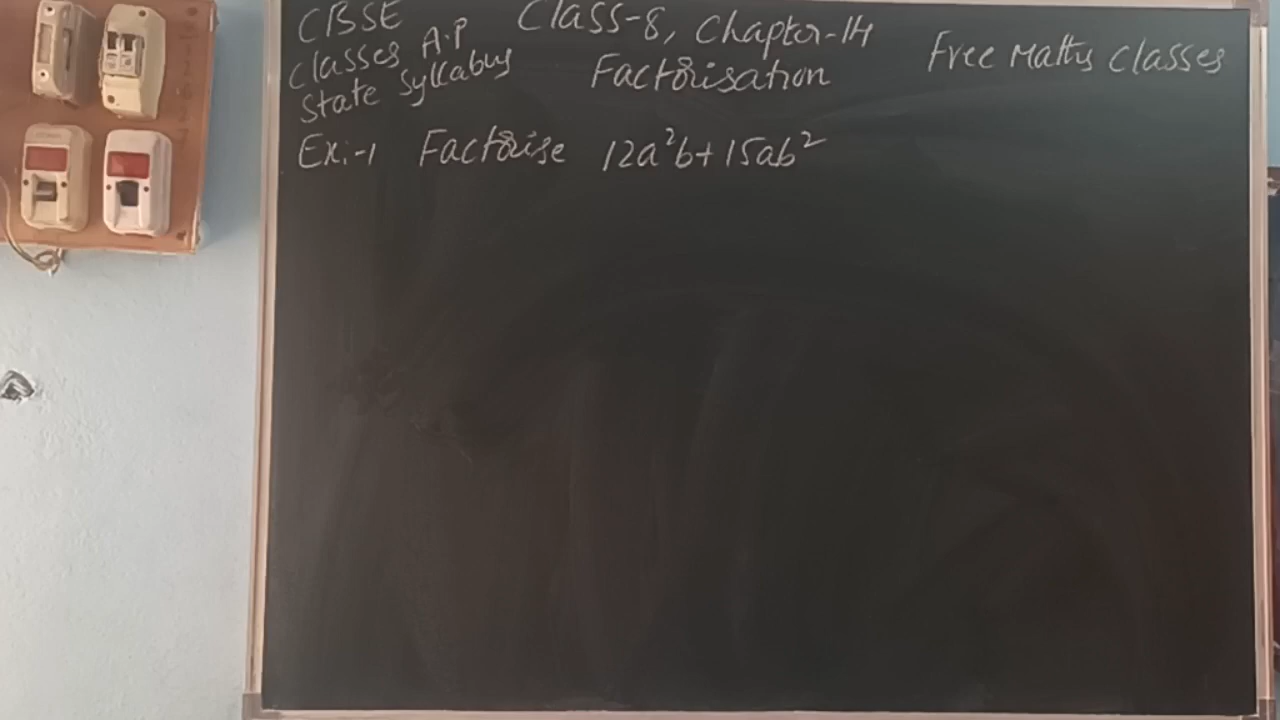 CBSE Class-8, Chapter-14 Free Maths Classes
classes A.P Factorisation
State Syllabus
Ex:-1 Factorise 12a²b+15ab²